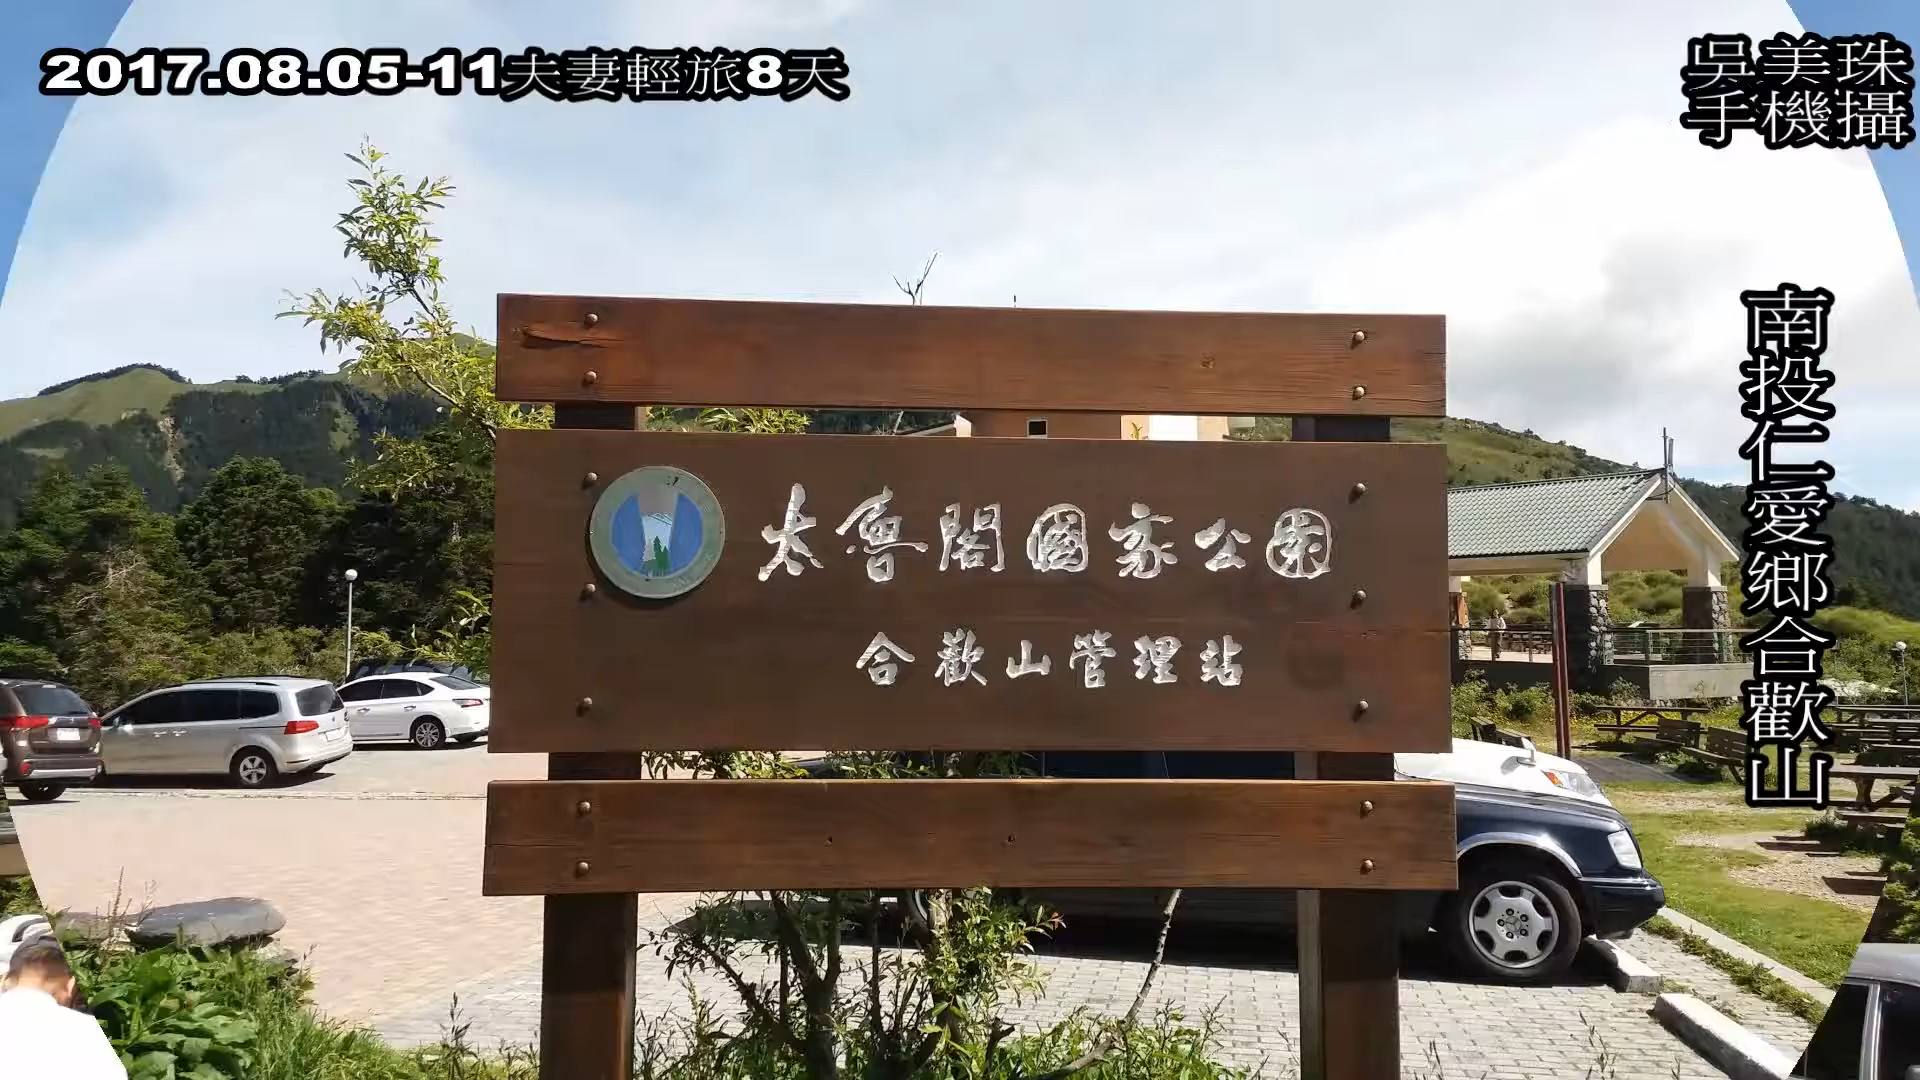 2017.08.05-11夫妻輕旅8天
吳美珠
手機攝
太魯閣國家公園
合歡山管理站
南投仁愛鄉合歡山